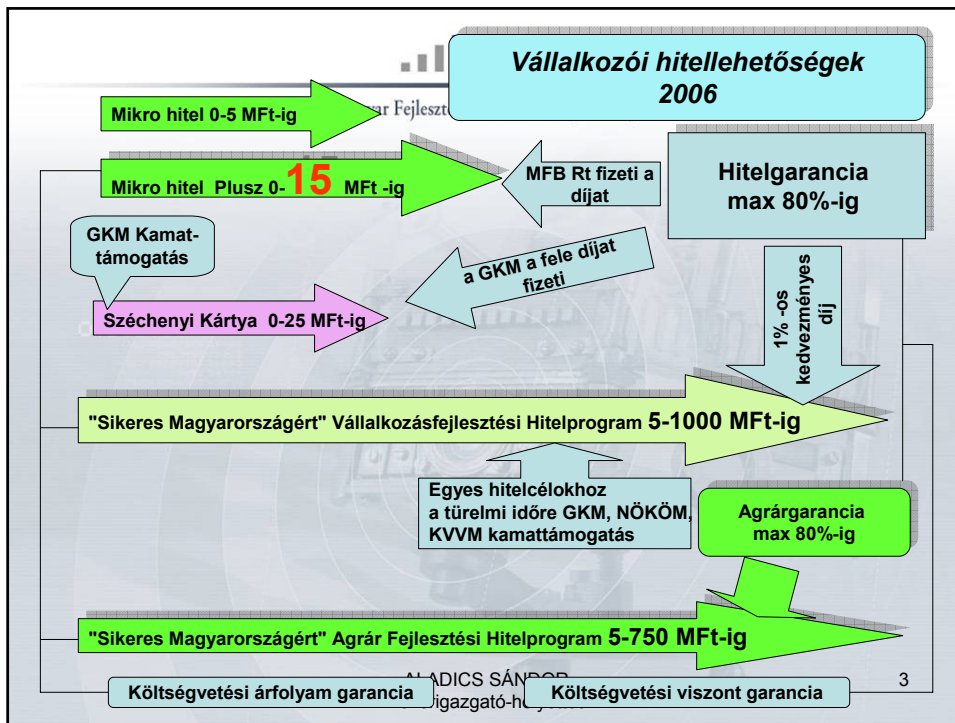 Vállalkozói hitellehetőségek
2006
Mikro hitel 0-5 MFt-ig
Fejleszt
Mikro hitel Plusz 0- 15 MFt -ig
MFB Rt fizeti a
díjat
Hitelgarancia
max 80%-ig
GKM Kamat-
támogatás
a GKM a fele díjat
fizeti
Széchenyi Kártya 0-25 MFt-ig
1% -os
kedvezményes
díj
"Sikeres Magyarországért" Vállalkozásfejlesztési Hitelprogram 5-1000 MFt-ig
Egyes hitelcélokhoz
a türelmi időre GKM, NÖKÖM,
KVVM kamattámogatás
Agrárgarancia
max 80%-ig
"Sikeres Magyarországért" Agrár Fejlesztési Hitelprogram 5-750 MFt-ig
SÁNDOR
3
Költségvetési árfolyam garancia
Költségvetési viszont garancia